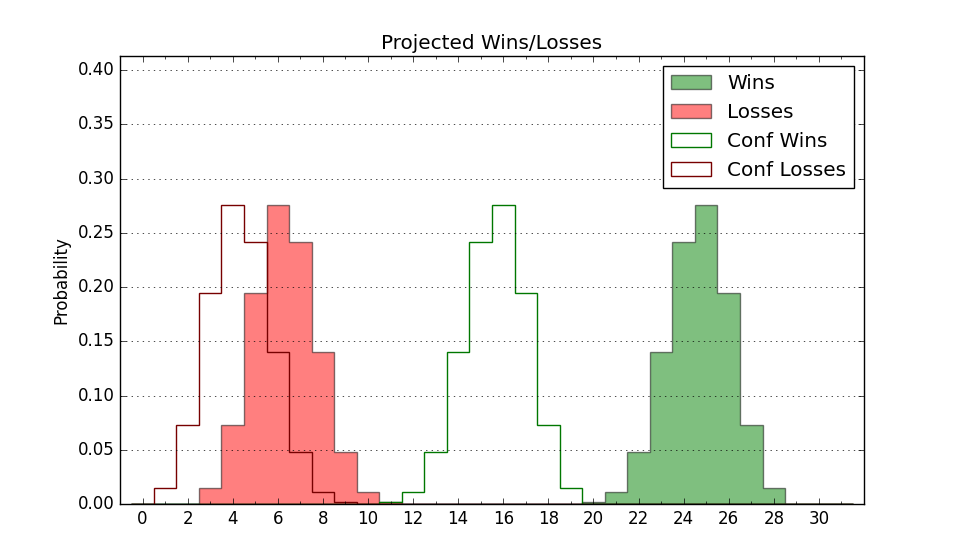 Projected Wins/Losses
0.40
0.35
0.30
0.25
0.20
0.15
0.10
0.05
0.00
Probability
Wins
Losses
Conf Wins
Conf Losses
0 2 4 6 8 10 12 14 16 18 20 22 24 26 28 30